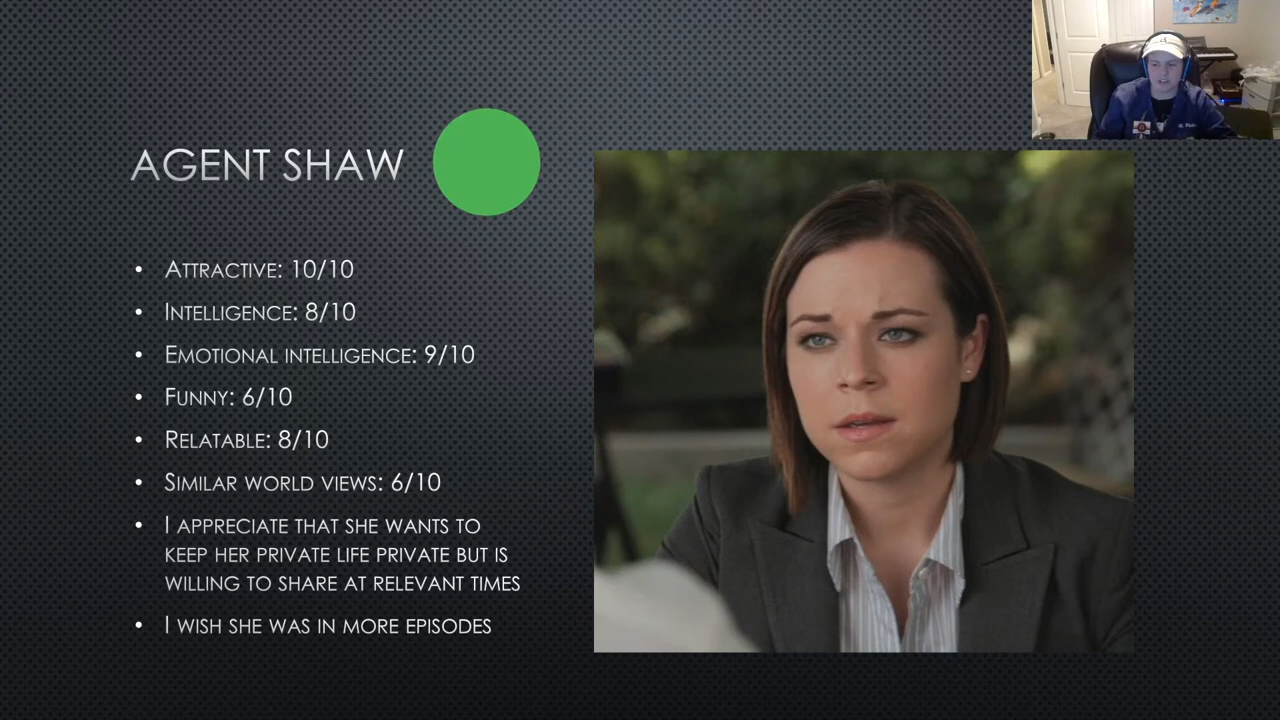 AGENT SHAW
• ATTRACTIVE: 10/10
• INTELLIGENCE: 8/10
• EMOTIONAL INTELLIGENCE: 9/10
• FUNNY: 6/10
• RELATABLE: 8/10
• SIMILAR WORLD VIEWS: 6/10
• I APPRECIATE THAT SHE WANTS TO
KEEP HER PRIVATE LIFE PRIVATE BUT IS
WILLING TO SHARE AT RELEVANT TIMES
• I WISH SHE WAS IN MORE EPISODES